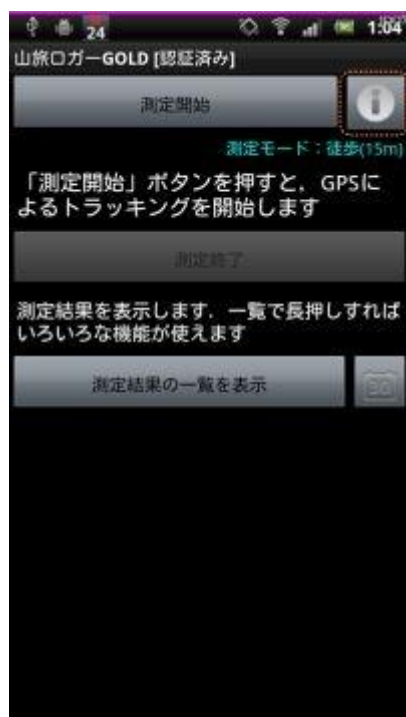 24
1:04
山旅ロガーGOLD [認証済み]
測定開始
測定モード：徒歩(15m)
「測定開始」ボタンを押すと，GPSに
よるトラッキングを開始します
測定終了
測定結果を表示します．一覧で長押しすれば
いろいろな機能が使えます
測定結果の一覧を表示